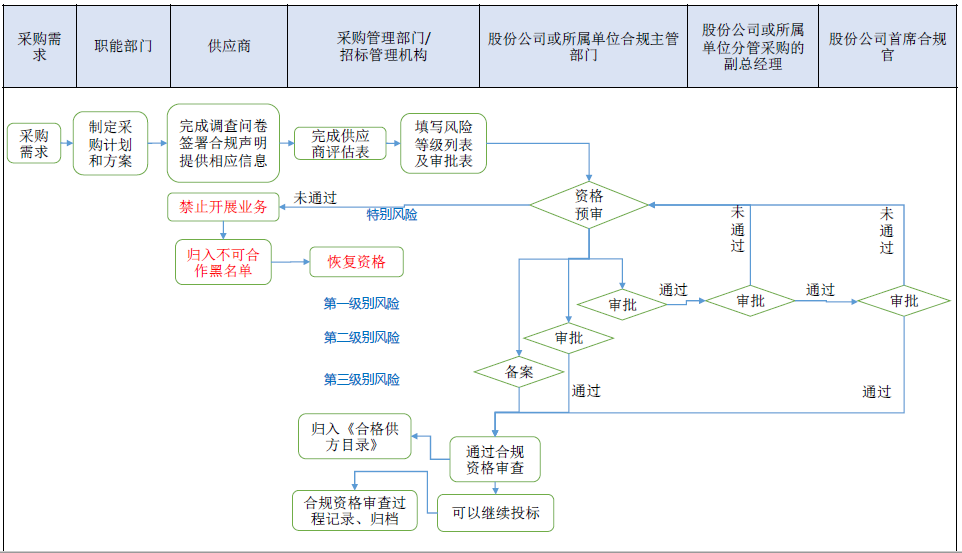 采购需
求
职能部门
供应商
采购管理部门/
招标管理机构
股份公司或所属单位合规主管
部门
股份公司或所属
单位分管采购的
副总经理
股份公司首席合规
官
采购
需求
制定采
购计划
和方案
完成调查问卷
签署合规声明
提供相应信息
完成供应
商评估表
填写风险
等级列表
及审批表
资格
预审
未通过
特别风险
禁止开展业务
未
通
过
未
通
过
归入不可合
作黑名单
恢复资格
第一级别风险
审批
通过
审批
通过
审批
第二级别风险
审批
第三级别风险
备案
通过
通过
归入《合格供
方目录》
通过合规
资格审查
合规资格审查过
程记录、归档
可以继续投标